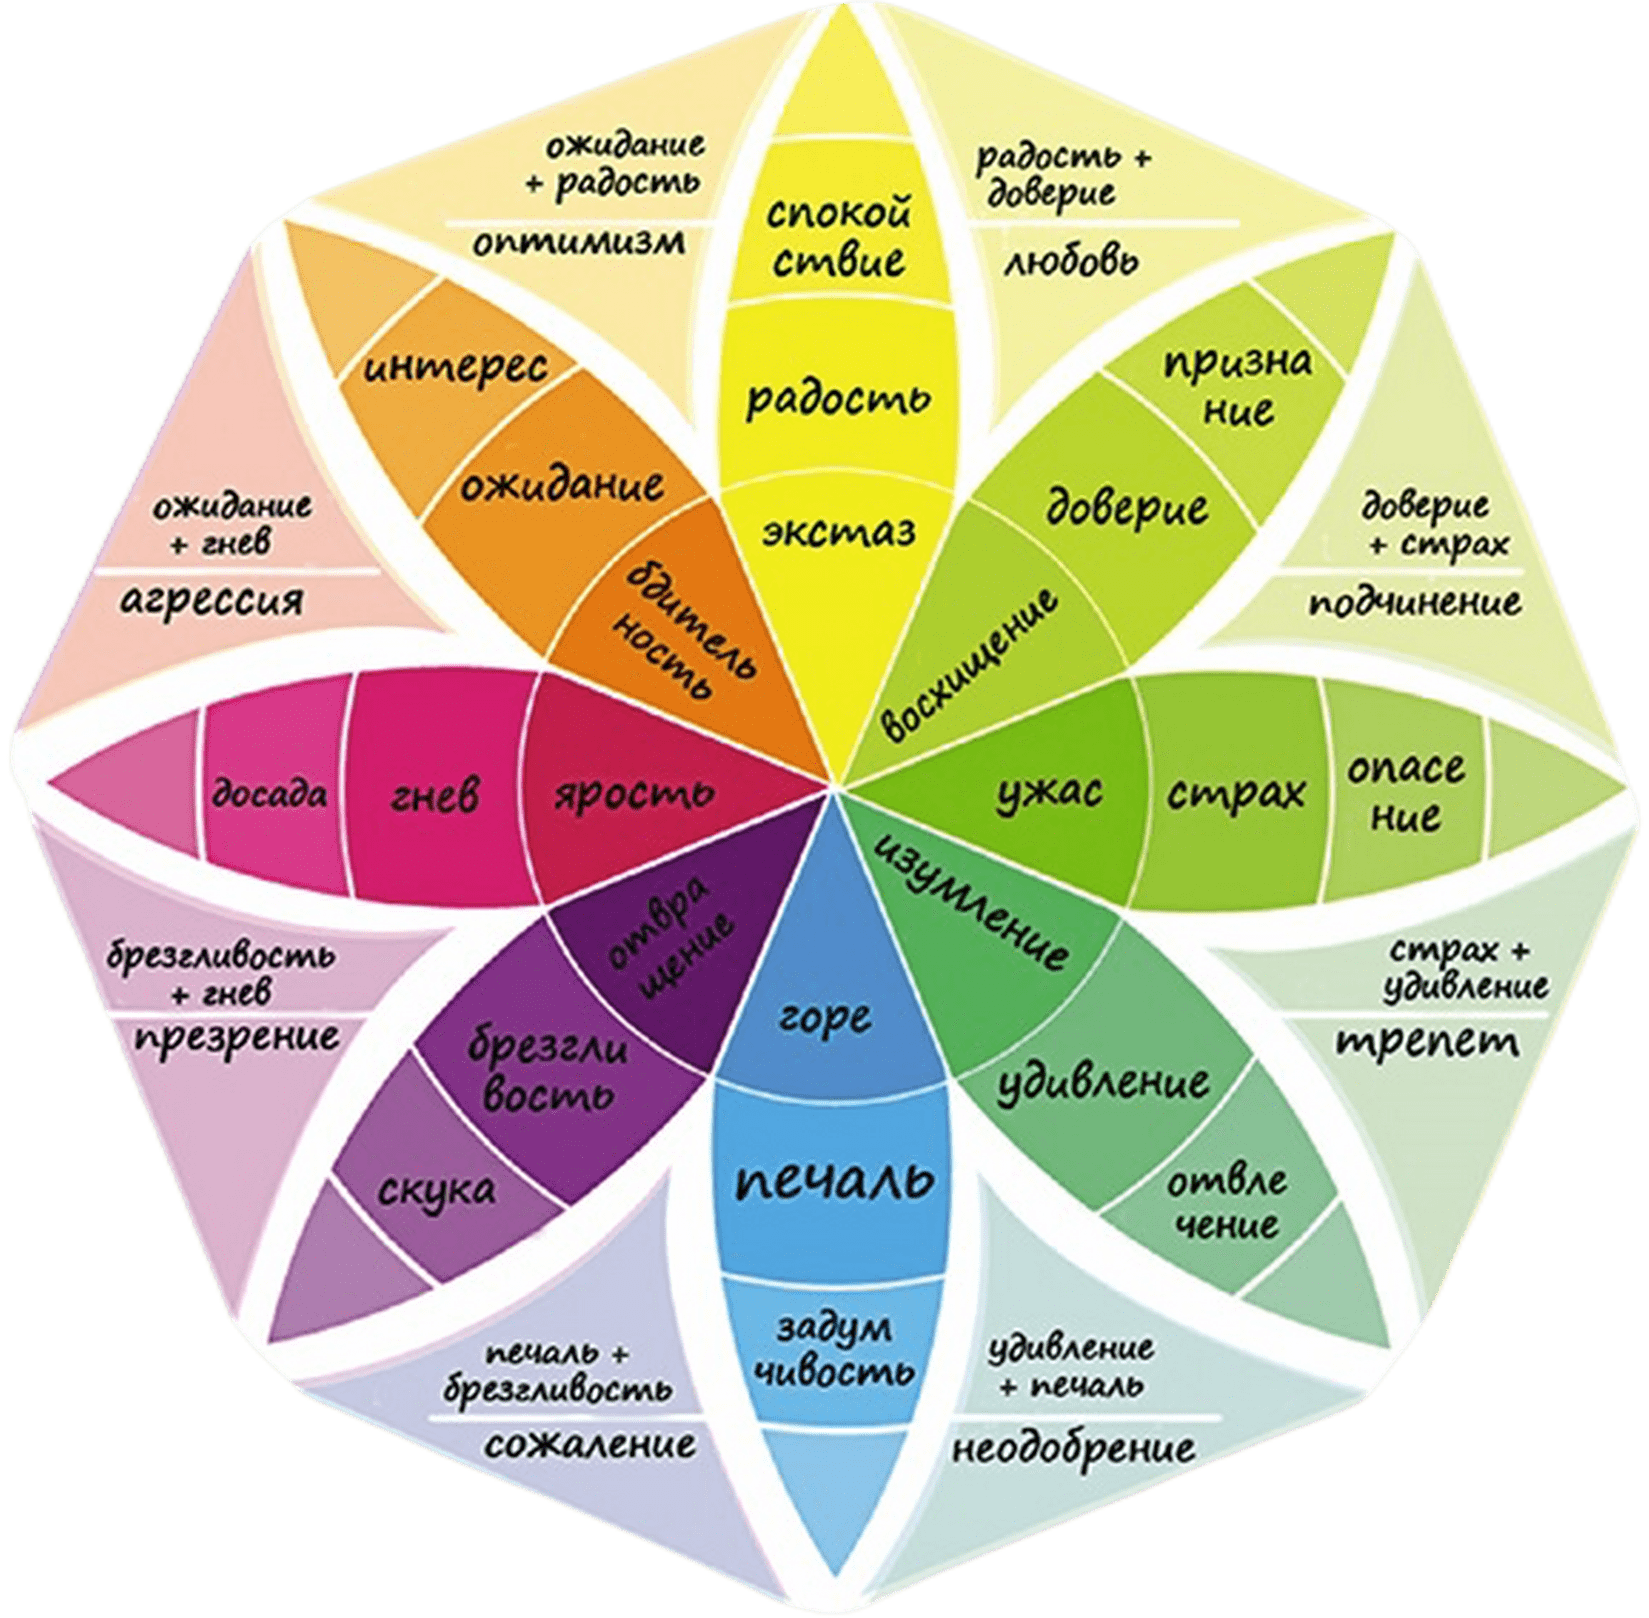 ожидание
+ радость
оптимизм
радость +
доверие
любовь
спокой
ствие
радость
экстаз
интерес
ожидание
бдитель
ность
призна
ние
доверие
восхищение
ожидание
+ гнев
агрессия
доверие
+ страх
подчинение
досада
гнев
ярость
ужас
страх
опасе
ние
отвра
щение
брезгли
вость
скука
горе
печаль
задум
чивость
изумление
удивление
отвле
чение
брезгливость
+ гнев
презрение
страх +
удивление
трепет
печаль +
брезгливость
сожаление
удивление
+ печаль
неодобрение